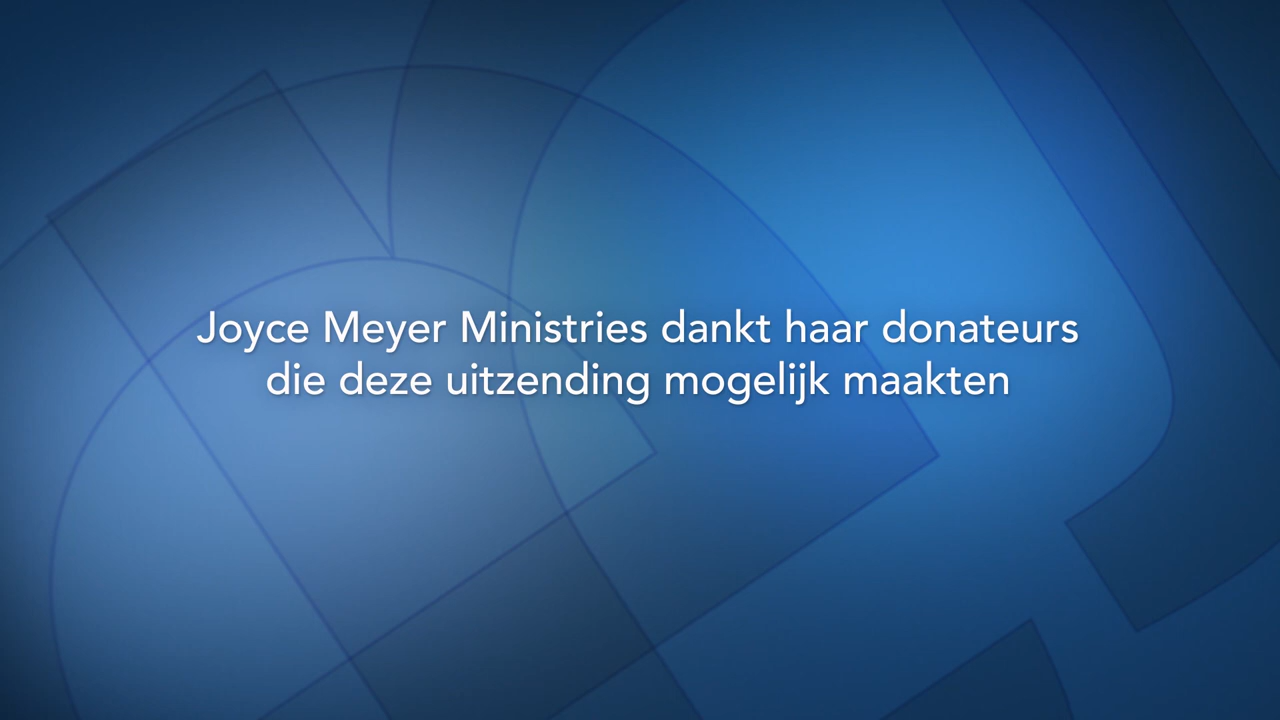 Joyce Meyer Ministries dankt haar donateurs
die deze uitzending mogelijk maakten